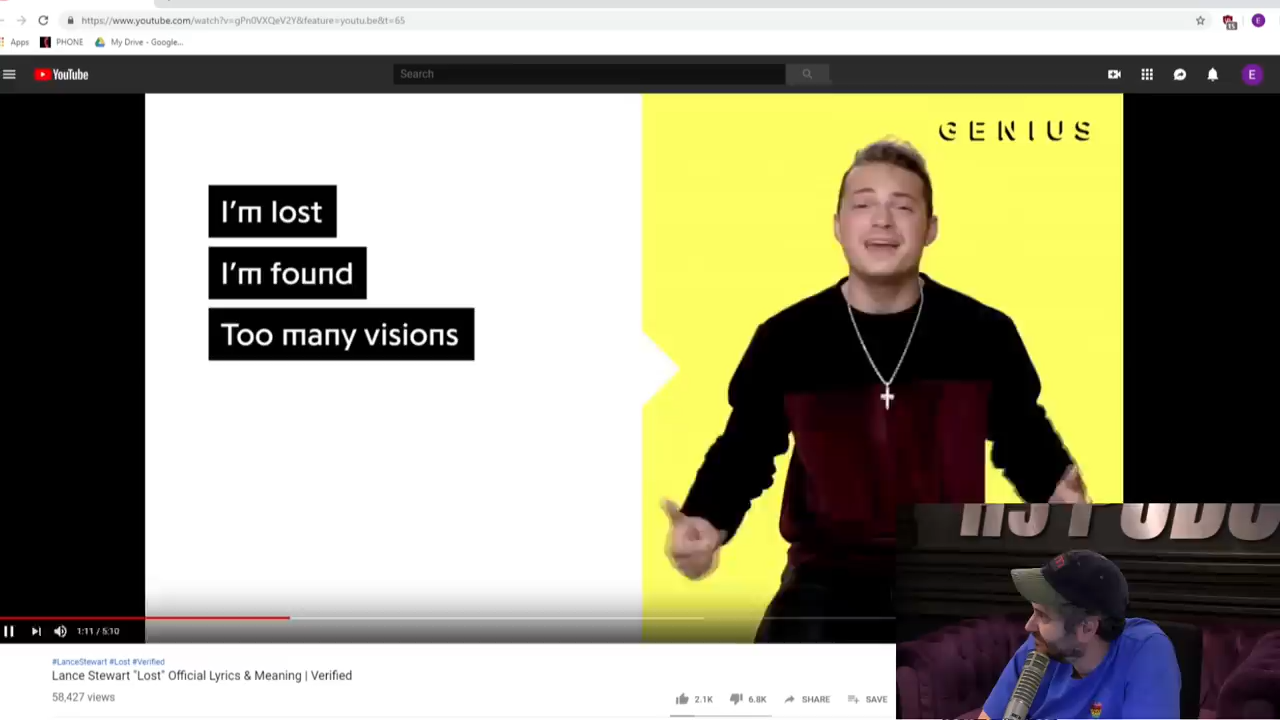 https://www.youtube.com/watch?v=gPn0VXQeV2Y&feature=youtu.be&t=65
Apps PHONE My Drive - Google...
YouTube
Search
E
GENIUS
I'm lost
I'm found
Too many visions
1:11 / 5:10
#LanceStewart #Lost #Verified
Lance Stewart "Lost" Official Lyrics & Meaning | Verified
58,427 views
2.1K 6.8K SHARE SAVE